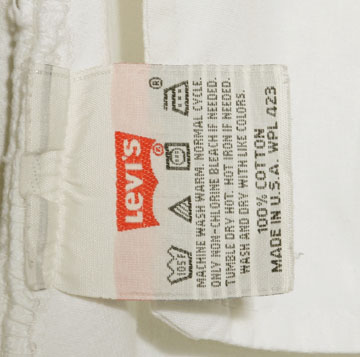 LEVI'S ®
105F
®
MACHINE WASH WARM. NORMAL CYCLE.
ONLY NON-CHLORINE BLEACH IF NEEDED.
TUMBLE DRY HOT. HOT IRON IF NEEDED.
WASH AND DRY WITH LIKE COLORS.
100% COTTON
MADE IN U.S.A. WPL 423